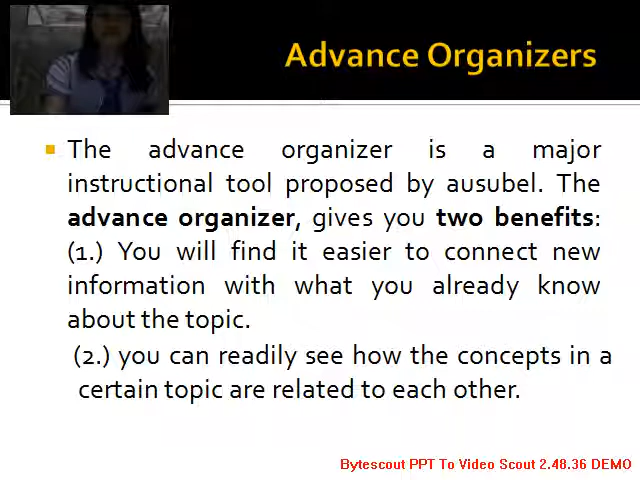 Advance Organizers
The advance organizer is a major
instructional tool proposed by ausubel. The
advance organizer, gives you two benefits:
(1.) You will find it easier to connect new
information with what you already know
about the topic.
(2.) you can readily see how the concepts in a
certain topic are related to each other.
Bytescout PPT To Video Scout 2.48.36 DEMO